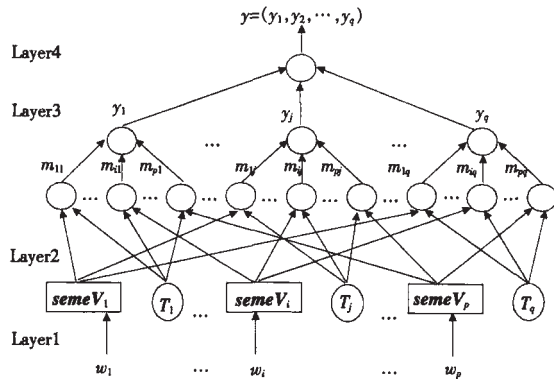 y=(y1, y2, ⋯, yq)
Layer4
Layer3
y1 ⋯ yj ⋯ yq
m11 mi1 mp1 m1j mij mpj m1q miq mpq
⋯ ⋯ ⋯ ⋯ ⋯ ⋯
Layer2
semeV1 T1 ⋯ semeVi Tj ⋯ semeVp Tq
Layer1
w1 ⋯ wi ⋯ wp